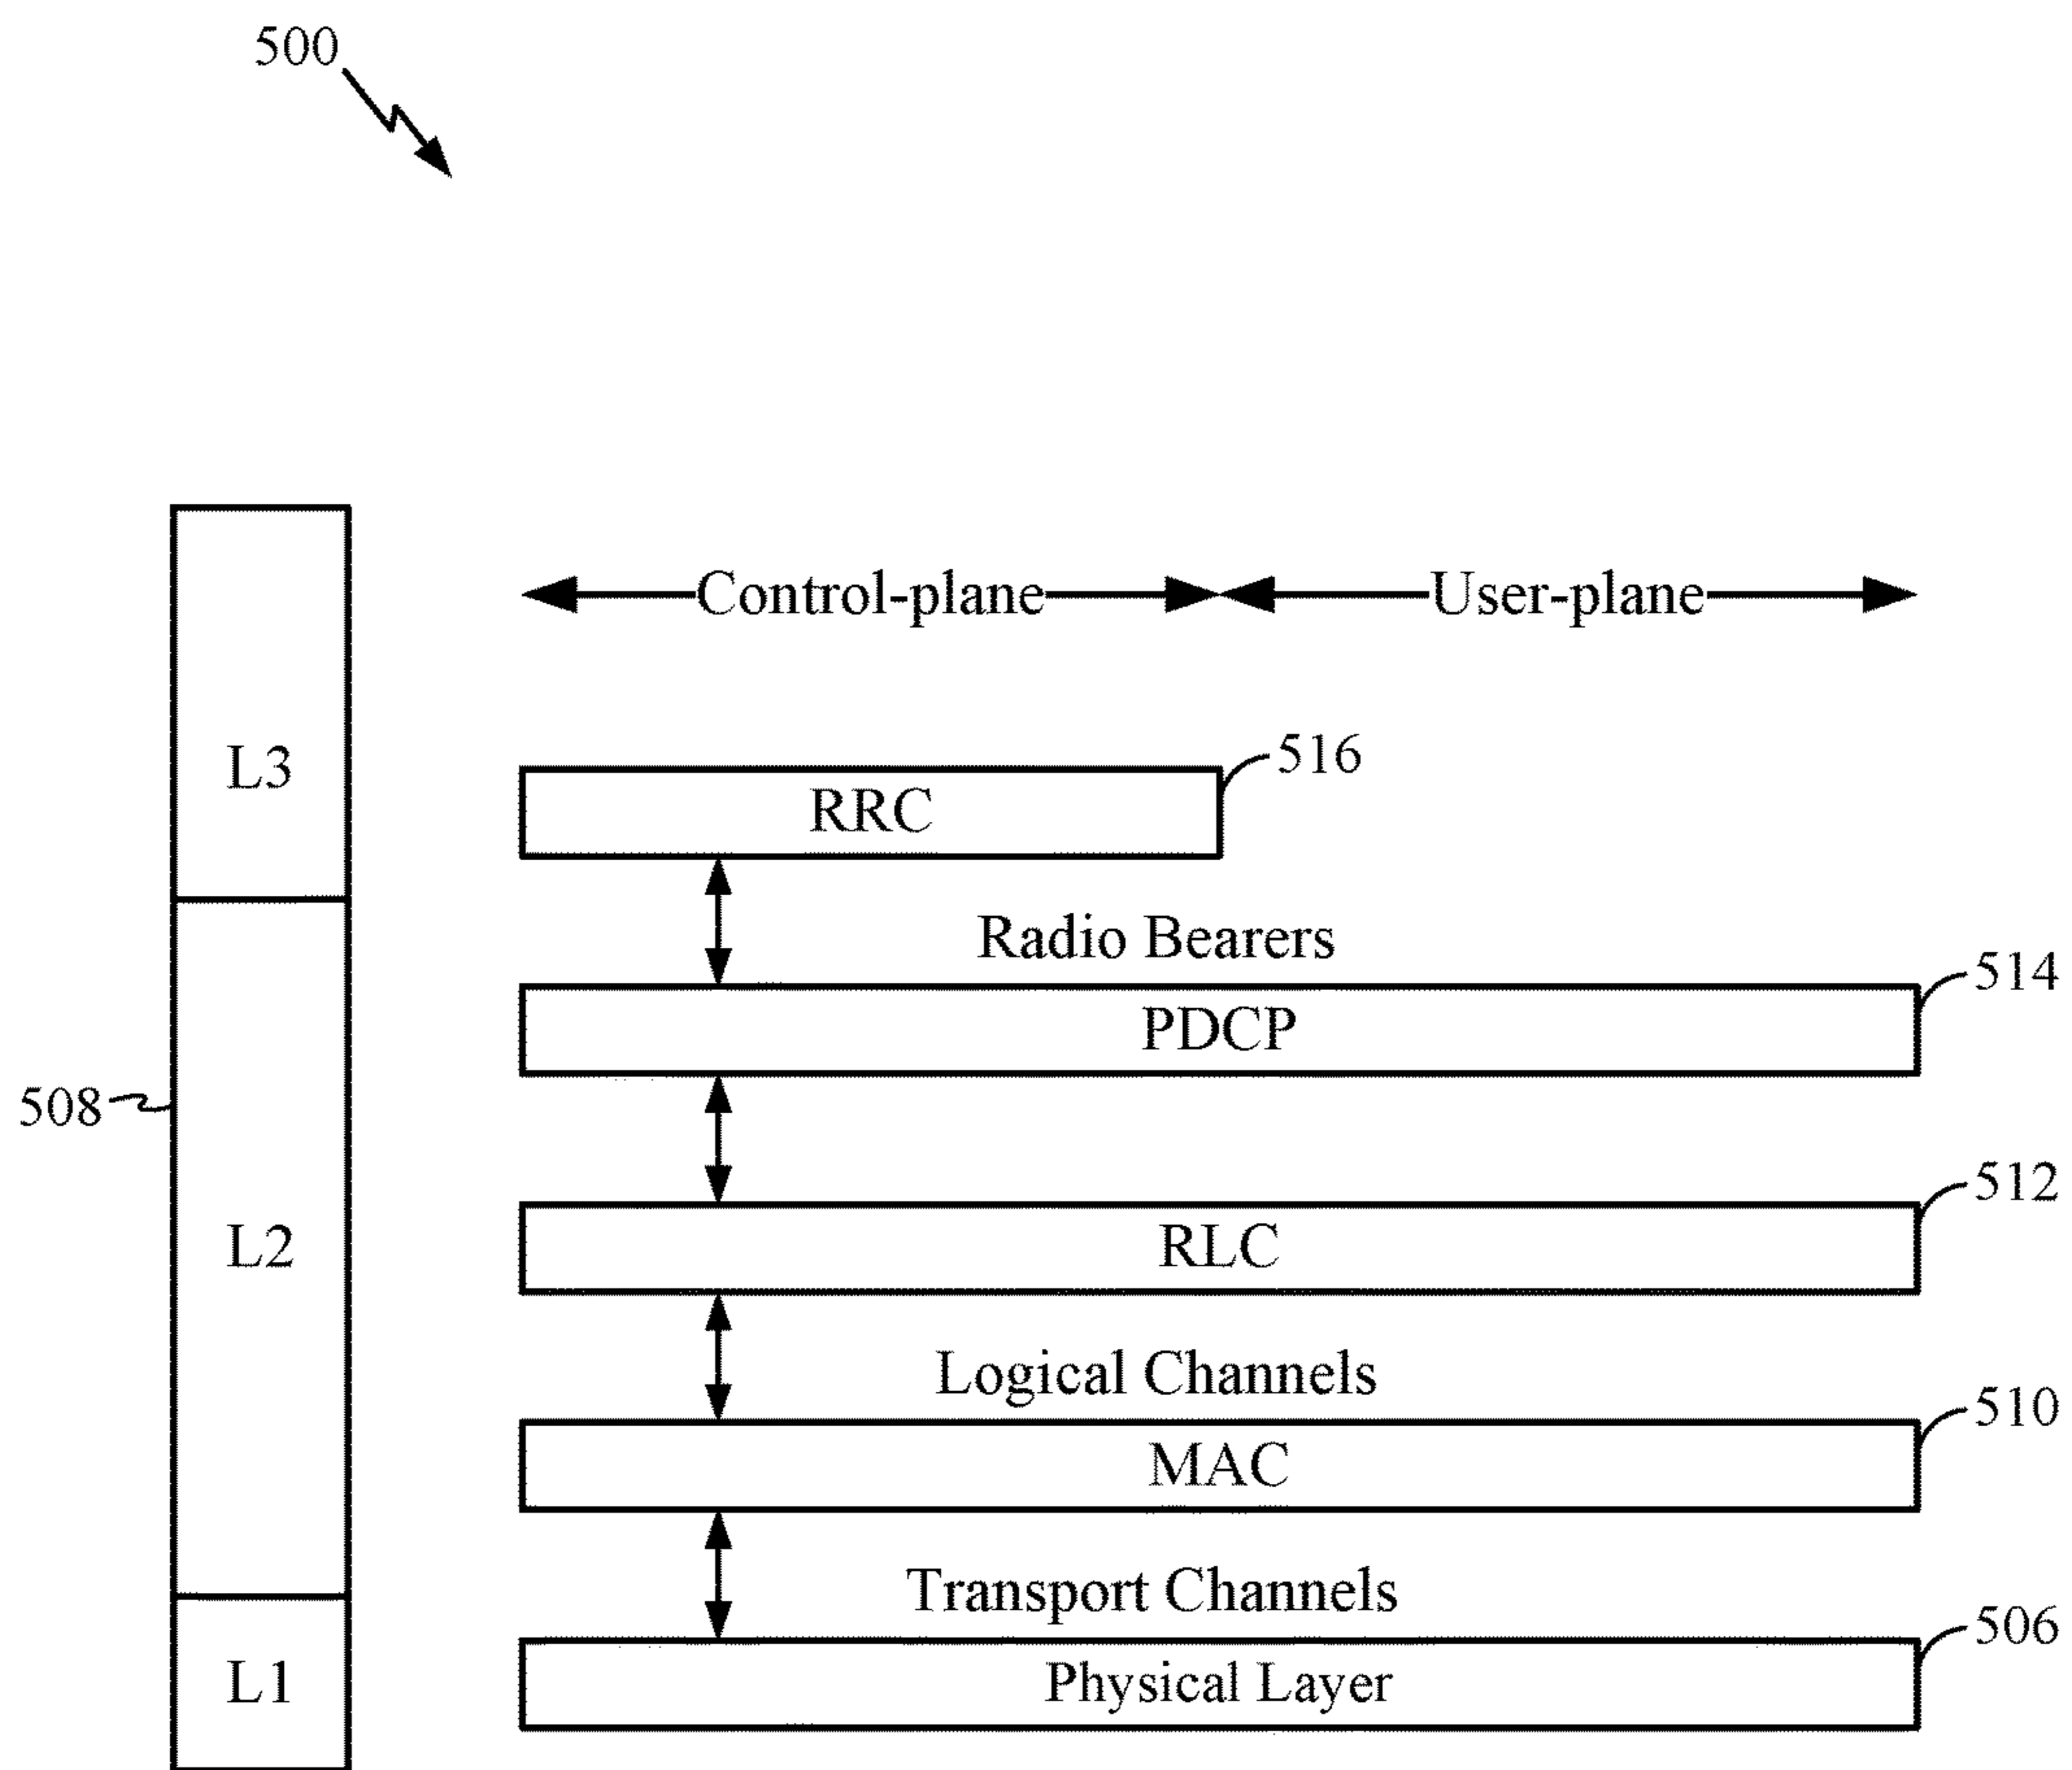 500
Control-plane User-plane
L3
516
RRC
Radio Bearers
514
PDCP
508
512
L2
RLC
Logical Channels
510
MAC
Transport Channels
506
L1
Physical Layer